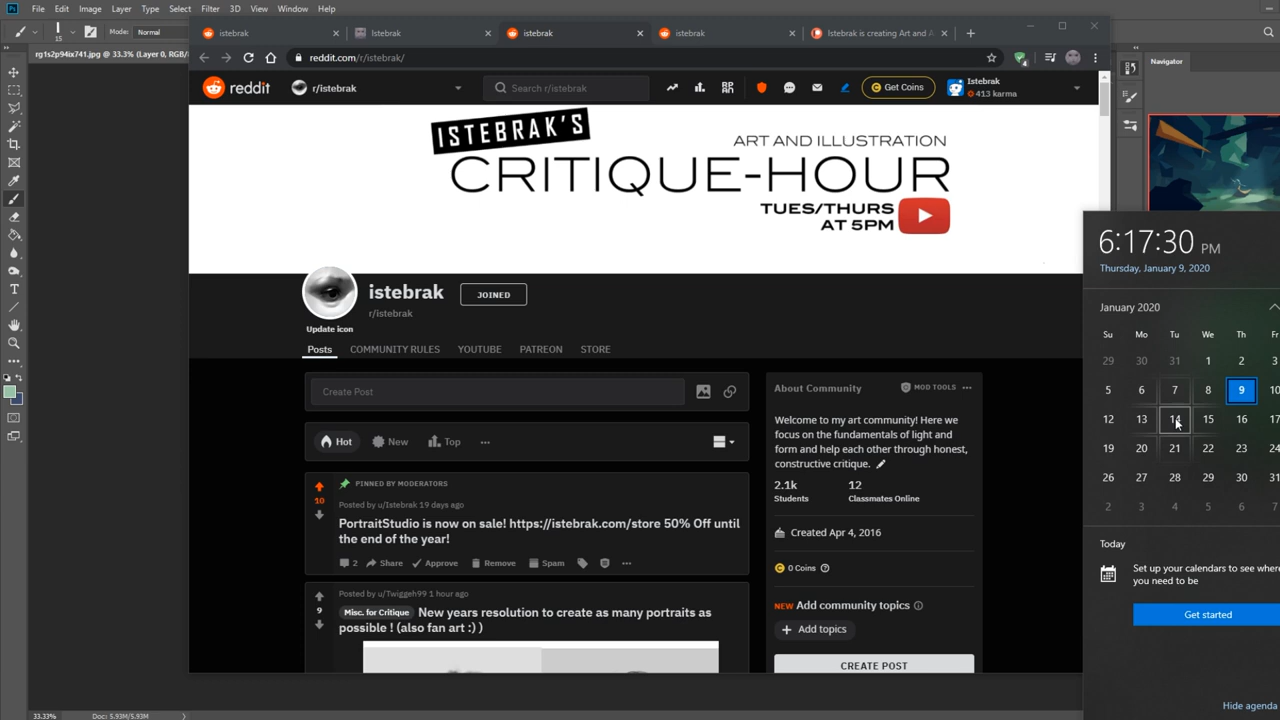 File Edit Image Layer Type Select Filter 3D View Window Help
15 Mode: Normal
rg1s2p94ix741.jpg @ 33.3% (Layer 0, RGB/
istebrak
istebrak
istebrak
istebrak
Istebrak is creating Art and A
reddit.com/r/istebrak/
4
reddit
r/istebrak
Search r/istebrak
Get Coins
Istebrak
413 karma
Navigator
ISTEBRAK'S
ART AND ILLUSTRATION
CRITIQUE-HOUR
TUES/THURS
AT 5PM
istebrak
JOINED
r/istebrak
Update icon
Posts COMMUNITY RULES YOUTUBE PATREON STORE
Create Post
Hot New Top
PINNED BY MODERATORS
10
Posted by u/Istebrak 19 days ago
PortraitStudio is now on sale! https://istebrak.com/store 50% Off until
the end of the year!
2 Share Approve Remove Spam
Posted by u/Twiggeh99 1 hour ago
9
Misc. for Critique New years resolution to create as many portraits as
possible ! (also fan art :) )
About Community
MOD TOOLS
Welcome to my art community! Here we
focus on the fundamentals of light and
form and help each other through honest,
constructive critique.
2.1k 12
Students Classmates Online
Created Apr 4, 2016
0 Coins
NEW Add community topics
Add topics
CREATE POST
6:17:30 PM
Thursday, January 9, 2020
January 2020
Su Mo Tu We Th Fr
29 30 31 1 2 3
5 6 7 8 9 10
12 13 14 15 16 17
19 20 21 22 23 24
26 27 28 29 30 31
2 3 4 5 6 7
Today
Set up your calendars to see where
you need to be
Get started
Hide agenda
33.33% Doc: 5.93M/5.93M